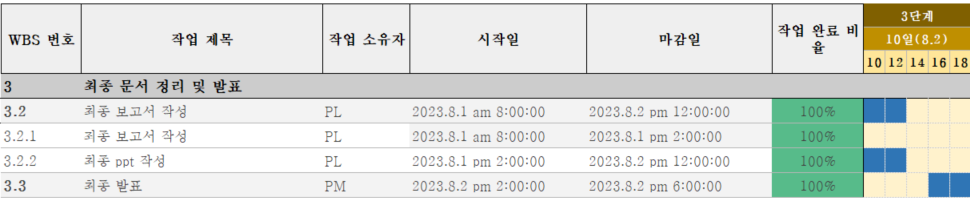 WBS 번호 작업 제목 작업 소유자 시작일 마감일 작업 완료 비율 3단계
10일(8.2)
10 12 14 16 18
3 최종 문서 정리 및 발표
3.2 최종 보고서 작성 PL 2023.8.1 am 8:00:00 2023.8.2 pm 12:00:00 100%
3.2.1 최종 보고서 작성 PL 2023.8.1 am 8:00:00 2023.8.1 pm 2:00:00 100%
3.2.2 최종 ppt 작성 PL 2023.8.1 pm 2:00:00 2023.8.2 pm 12:00:00 100%
3.3 최종 발표 PM 2023.8.2 pm 2:00:00 2023.8.2 pm 6:00:00 100%